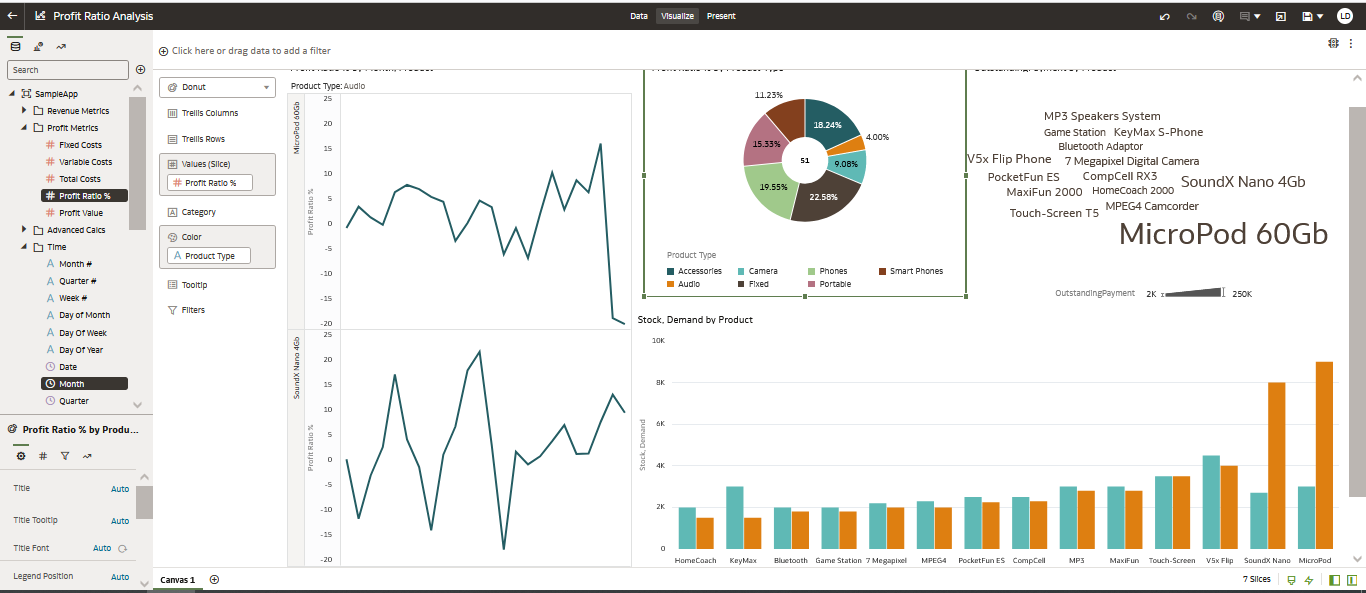 Profit Ratio Analysis
Data Visualize Present
LD
Click here or drag data to add a filter
Search
SampleApp
Revenue Metrics
Profit Metrics
Fixed Costs
Variable Costs
Total Costs
Profit Ratio %
Profit Value
Advanced Calcs
Time
Month #
Quarter #
Week #
Day of Month
Day Of Week
Day Of Year
Date
Month
Quarter
Profit Ratio % by Produ...
Title Auto
Title Tooltip Auto
Title Font Auto
Legend Position Auto
Donut
Trellis Columns
Trellis Rows
Values (Slice)
Profit Ratio %
Category
Color
Product Type
Tooltip
Filters
Product Type: Audio
MicroPod 60Gb
Profit Ratio %
25
20
15
10
5
0
-5
-10
-15
-20
SoundX Nano 4Gb
Profit Ratio %
25
20
15
10
5
0
-5
-10
-15
-20
11.23%
18.24%
4.00%
15.33%
51
9.08%
19.55%
22.58%
Product Type
Accessories Camera Phones Smart Phones
Audio Fixed Portable
MP3 Speakers System
Game Station KeyMax S-Phone
Bluetooth Adaptor
V5x Flip Phone 7 Megapixel Digital Camera
PocketFun ES CompCell RX3
SoundX Nano 4Gb
MaxiFun 2000 HomeCoach 2000
MPEG4 Camcorder
Touch-Screen T5
MicroPod 60Gb
OutstandingPayment 2K 250K
Stock, Demand by Product
Stock, Demand
10K
8K
6K
4K
2K
0
HomeCoach KeyMax Bluetooth Game Station 7 Megapixel MPEG4 PocketFun ES CompCell MP3 MaxiFun Touch-Screen V5x Flip SoundX Nano MicroPod
Canvas 1
7 Slices